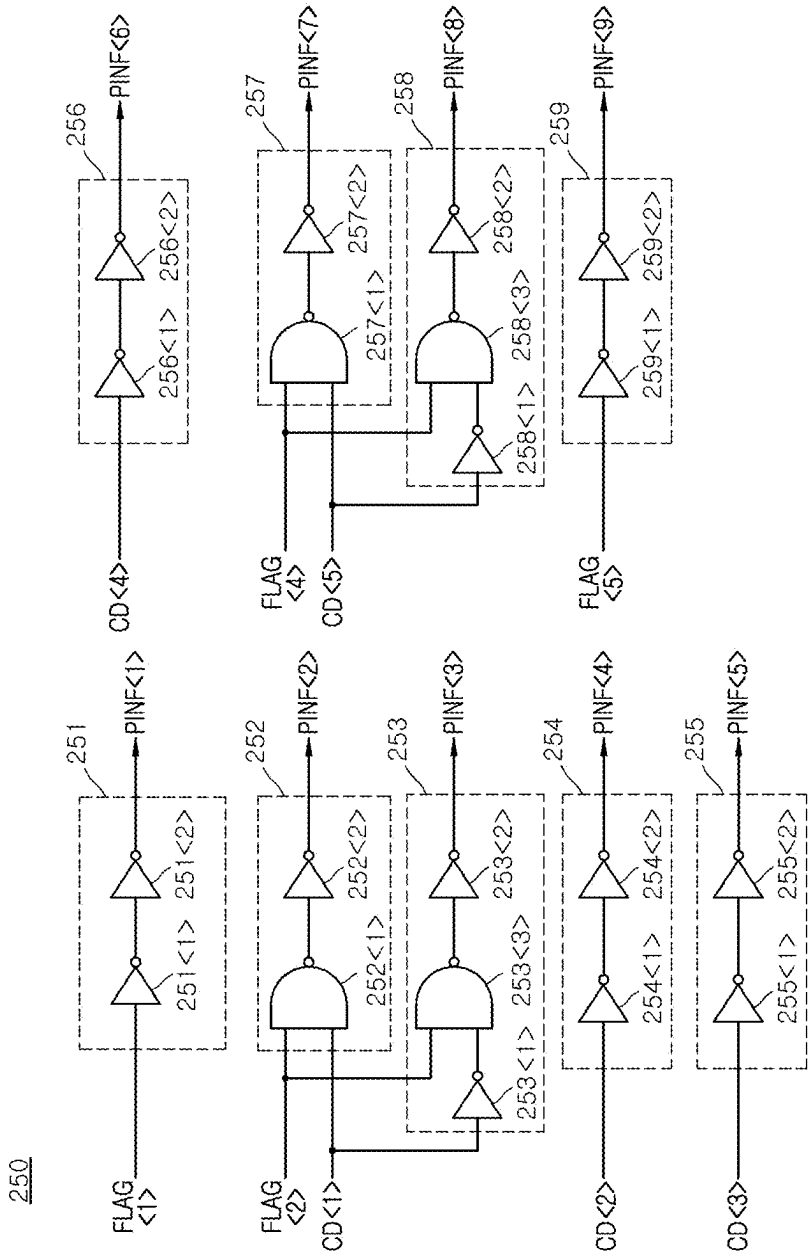 250
251
FLAG
<1>
251<1>
251<2>
PINF<1>
252
FLAG
<2>
CD<1>
252<1>
252<2>
PINF<2>
253
253<1>
253<3>
253<2>
PINF<3>
254
CD<2>
254<1>
254<2>
PINF<4>
255
CD<3>
255<1>
255<2>
PINF<5>
256
CD<4>
256<1>
256<2>
PINF<6>
257
FLAG
<4>
CD<5>
257<1>
257<2>
PINF<7>
258
258<1>
258<3>
258<2>
PINF<8>
259
FLAG
<5>
259<1>
259<2>
PINF<9>